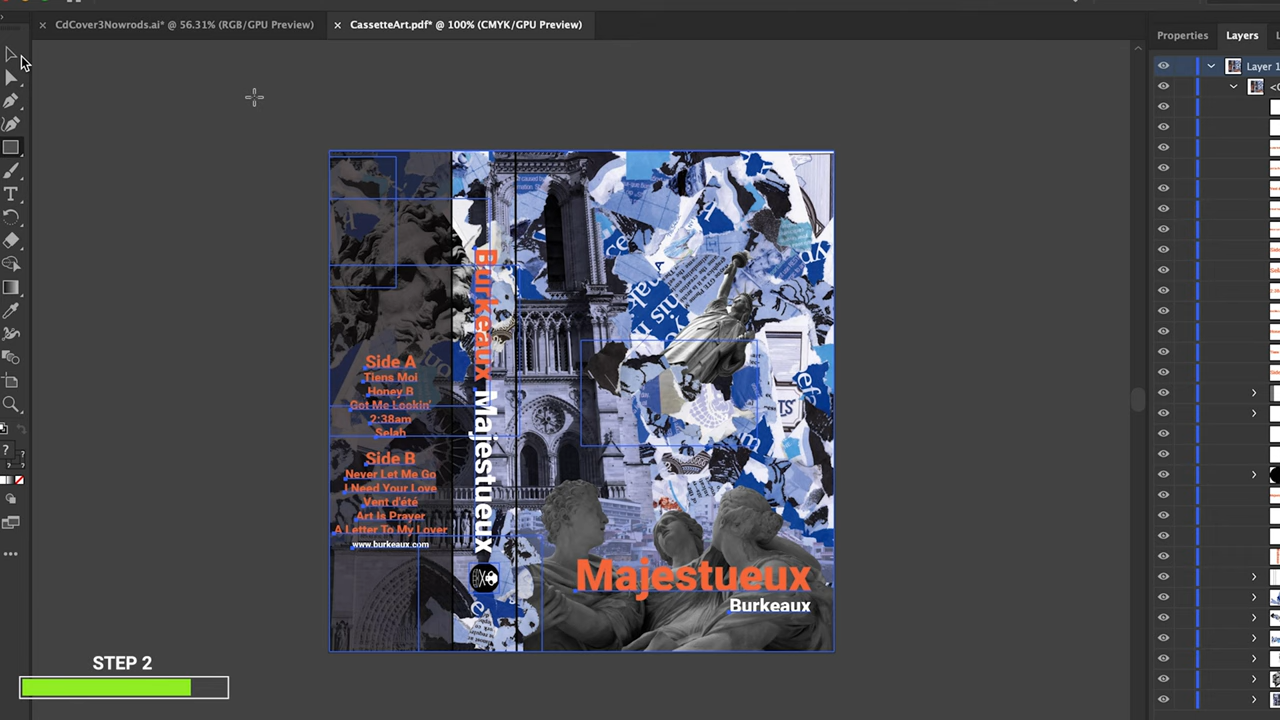 CdCover3Nowrods.ai* @ 56.31% (RGB/GPU Preview)
CassetteArt.pdf* @ 100% (CMYK/GPU Preview)
Properties
Layers
Layer 1
Side A
Tiens Moi
Honey B
Got Me Lookin'
2:38am
Selah
Side B
Never Let Me Go
I Need Your Love
Vent d'été
Art Is Prayer
A Letter To My Lover
www.burkeaux.com
Burkeaux Majestueux
Majestueux
Burkeaux
STEP 2